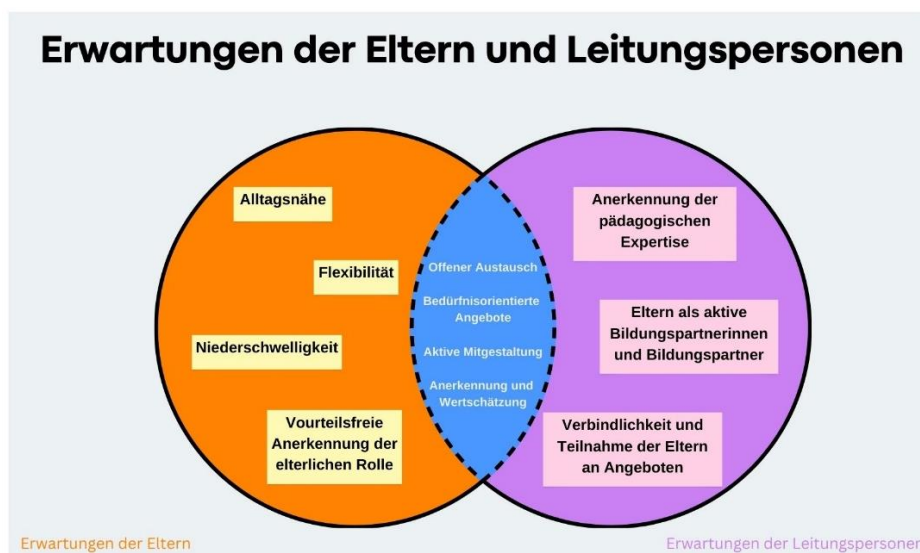 Erwartungen der Eltern und Leitungspersonen
Alltagsnähe
Flexibilität
Niederschwelligkeit
Vourteilsfreie
Anerkennung der
elterlichen Rolle
Offener Austausch
Bedürfnisorientierte
Angebote
Aktive Mitgestaltung
Anerkennung und
Wertschätzung
Anerkennung der
pädagogischen
Expertise
Eltern als aktive
Bildungspartnerinnen
und Bildungspartner
Verbindlichkeit und
Teilnahme der Eltern
an Angeboten
Erwartungen der Eltern
Erwartungen der Leitungspersonen